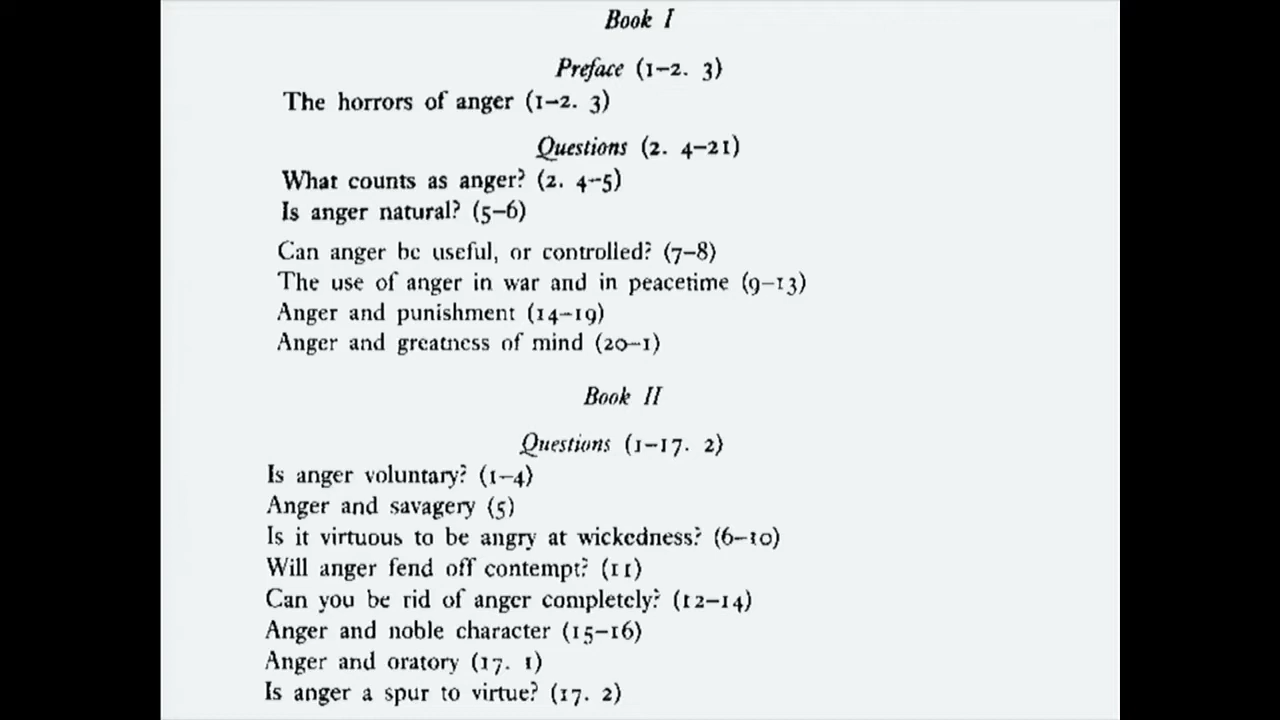 Book I
Preface (1–2. 3)
The horrors of anger (1–2. 3)
Questions (2. 4–21)
What counts as anger? (2. 4–5)
Is anger natural? (5–6)
Can anger be useful, or controlled? (7–8)
The use of anger in war and in peacetime (9–13)
Anger and punishment (14–19)
Anger and greatness of mind (20–1)
Book II
Questions (1–17. 2)
Is anger voluntary? (1–4)
Anger and savagery (5)
Is it virtuous to be angry at wickedness? (6–10)
Will anger fend off contempt? (11)
Can you be rid of anger completely? (12–14)
Anger and noble character (15–16)
Anger and oratory (17. 1)
Is anger a spur to virtue? (17. 2)